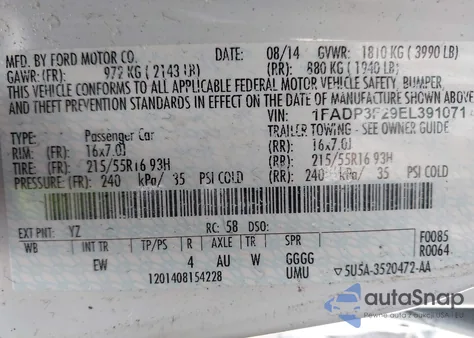 MFD. BY FORD MOTOR CO.
DATE: 08/14 GVWR: 1810 KG ( 3990 LB)
GAWR:(FR): 972 KG ( 2143 LB) (RR): 880 KG ( 1940 LB)
THIS VEHICLE CONFORMS TO ALL APPLICABLE FEDERAL MOTOR VEHICLE SAFETY, BUMPER
AND THEFT PREVENTION STANDARDS IN EFFECT ON THE DATE OF MANUFACTURE SHOWN ABOVE.
VIN: 1FADP3F29EL391071
TYPE: Passenger Car TRAILER TOWING - SEE OWNER GUIDE
RIM: (FR): 16x7.0J (RR): 16x7.0J
TIRE: (FR): 215/55R16 93H (RR): 215/55R16 93H
PRESSURE: (FR): 240 kPa/ 35 PSI COLD (RR): 240 kPa/ 35 PSI COLD
EXT PNT: YZ RC: 58 DSO: F0085
WB INT TR TP/PS R AXLE TR SPR R0064
EW 4 AU W GGGG
1201408154228 UMU ▽5U5A-3520472-AA
autoSnap